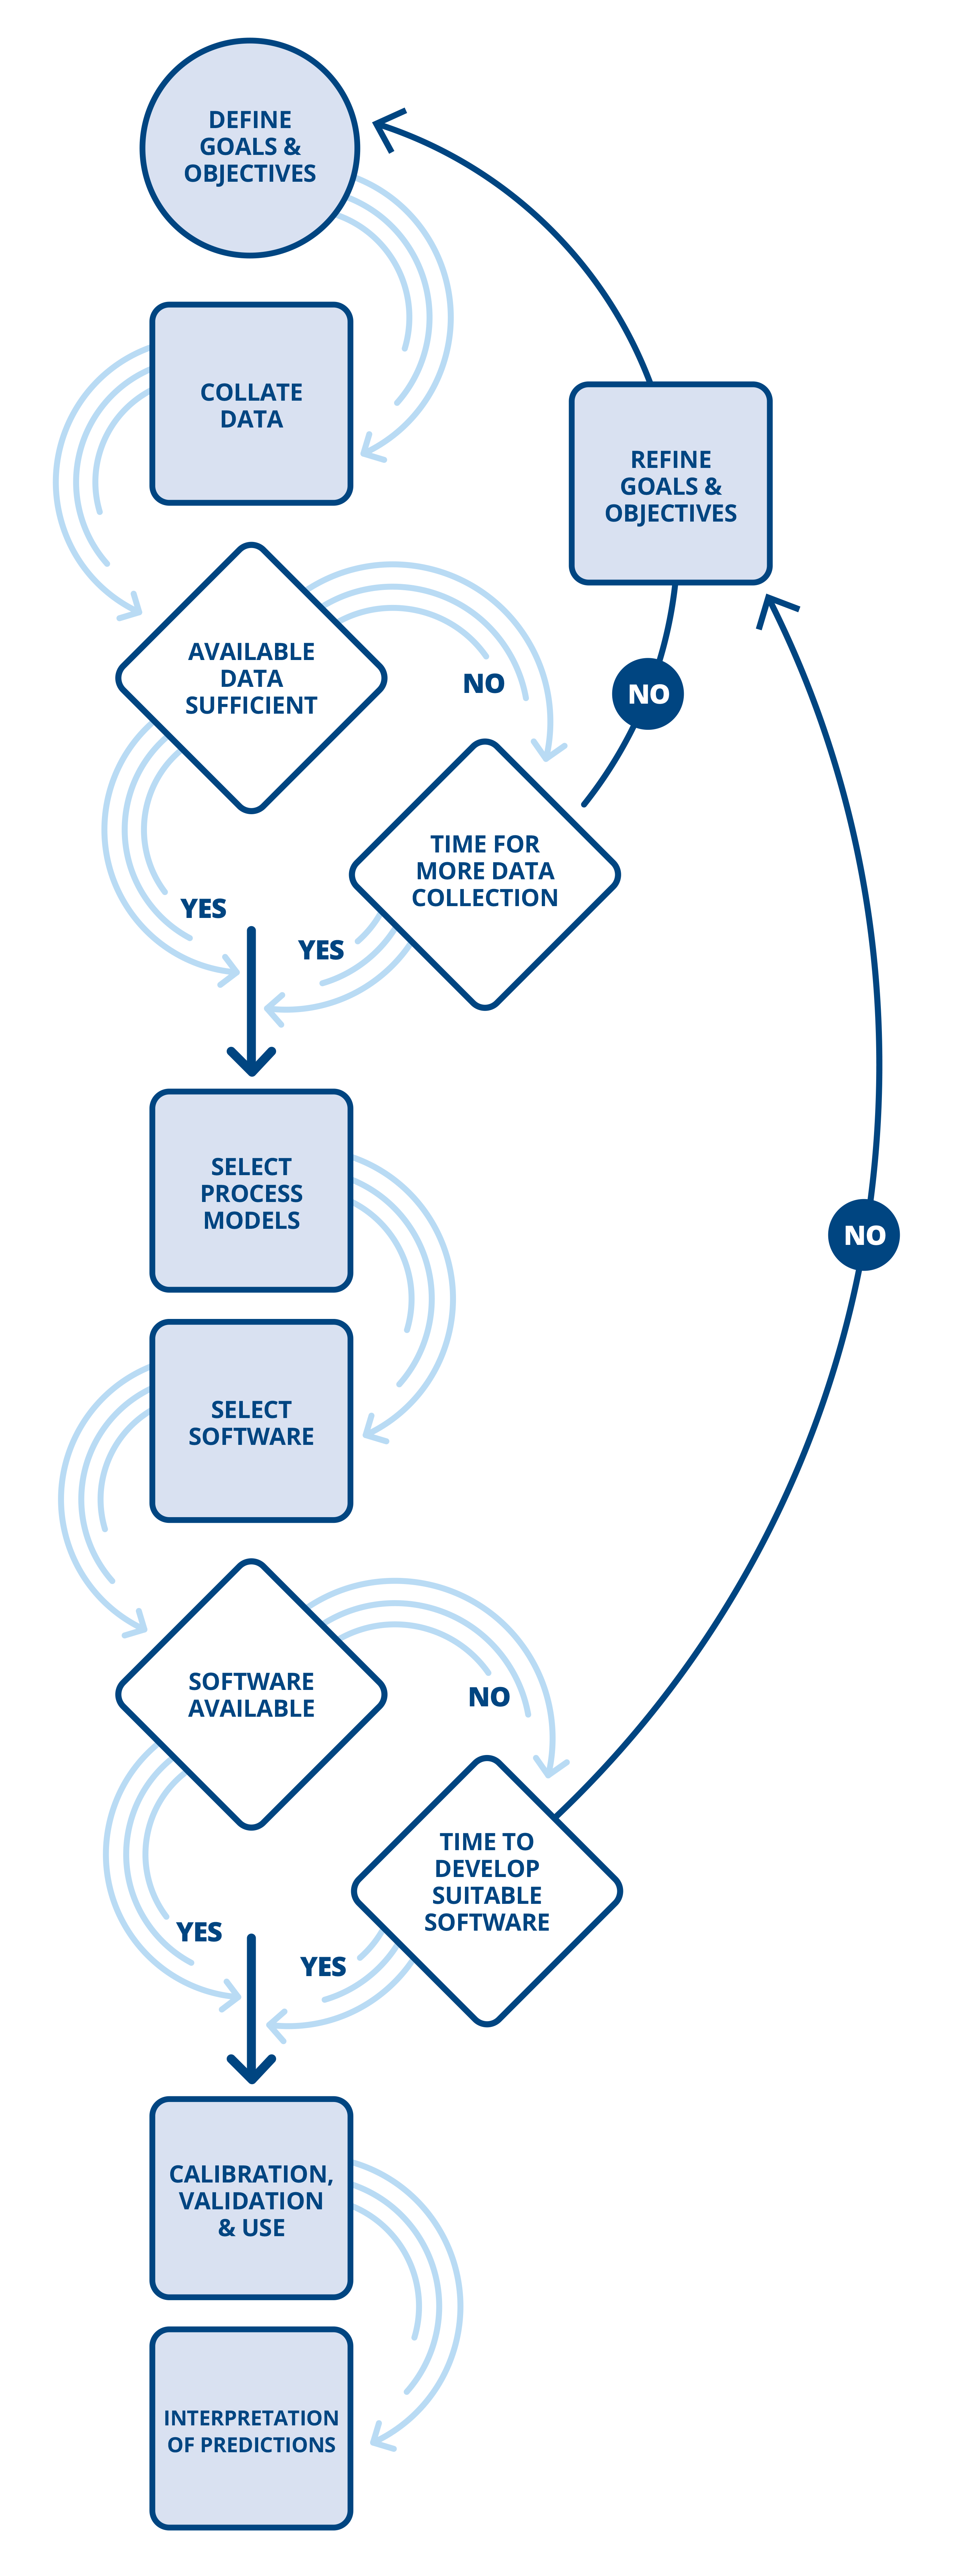 DEFINE
GOALS &
OBJECTIVES
COLLATE
DATA
REFINE
GOALS &
OBJECTIVES
AVAILABLE
DATA
SUFFICIENT
NO
NO
TIME FOR
MORE DATA
COLLECTION
YES
YES
SELECT
PROCESS
MODELS
NO
SELECT
SOFTWARE
SOFTWARE
AVAILABLE
NO
TIME TO
DEVELOP
SUITABLE
SOFTWARE
YES
YES
CALIBRATION,
VALIDATION
& USE
INTERPRETATION
OF PREDICTIONS